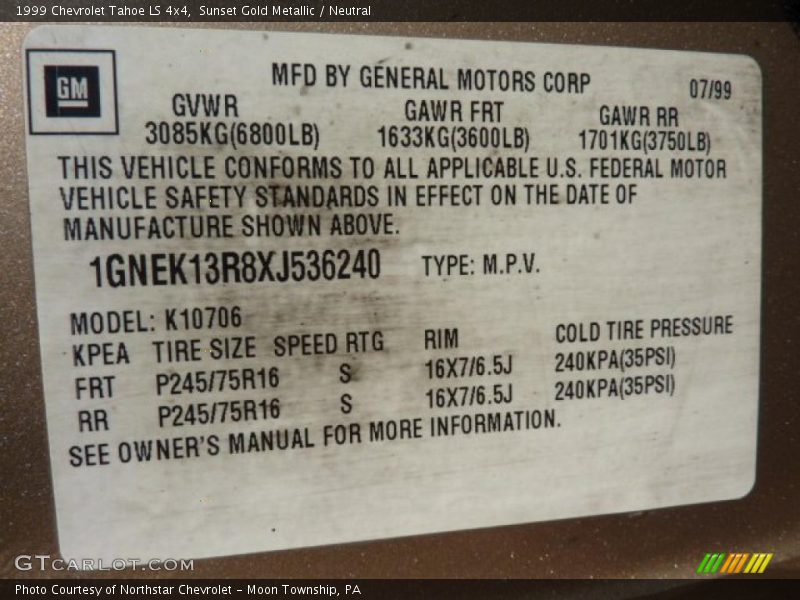 1999 Chevrolet Tahoe LS 4x4, Sunset Gold Metallic / Neutral
GM
MFD BY GENERAL MOTORS CORP 07/99
GVWR GAWR FRT GAWR RR
3085KG(6800LB) 1633KG(3600LB) 1701KG(3750LB)
THIS VEHICLE CONFORMS TO ALL APPLICABLE U.S. FEDERAL MOTOR
VEHICLE SAFETY STANDARDS IN EFFECT ON THE DATE OF
MANUFACTURE SHOWN ABOVE.
1GNEK13R8XJ536240 TYPE: M.P.V.
MODEL: K10706
KPEA TIRE SIZE SPEED RTG RIM COLD TIRE PRESSURE
FRT P245/75R16 S 16X7/6.5J 240KPA(35PSI)
RR P245/75R16 S 16X7/6.5J 240KPA(35PSI)
SEE OWNER'S MANUAL FOR MORE INFORMATION.
GTCARLOT.COM
Photo Courtesy of Northstar Chevrolet - Moon Township, PA